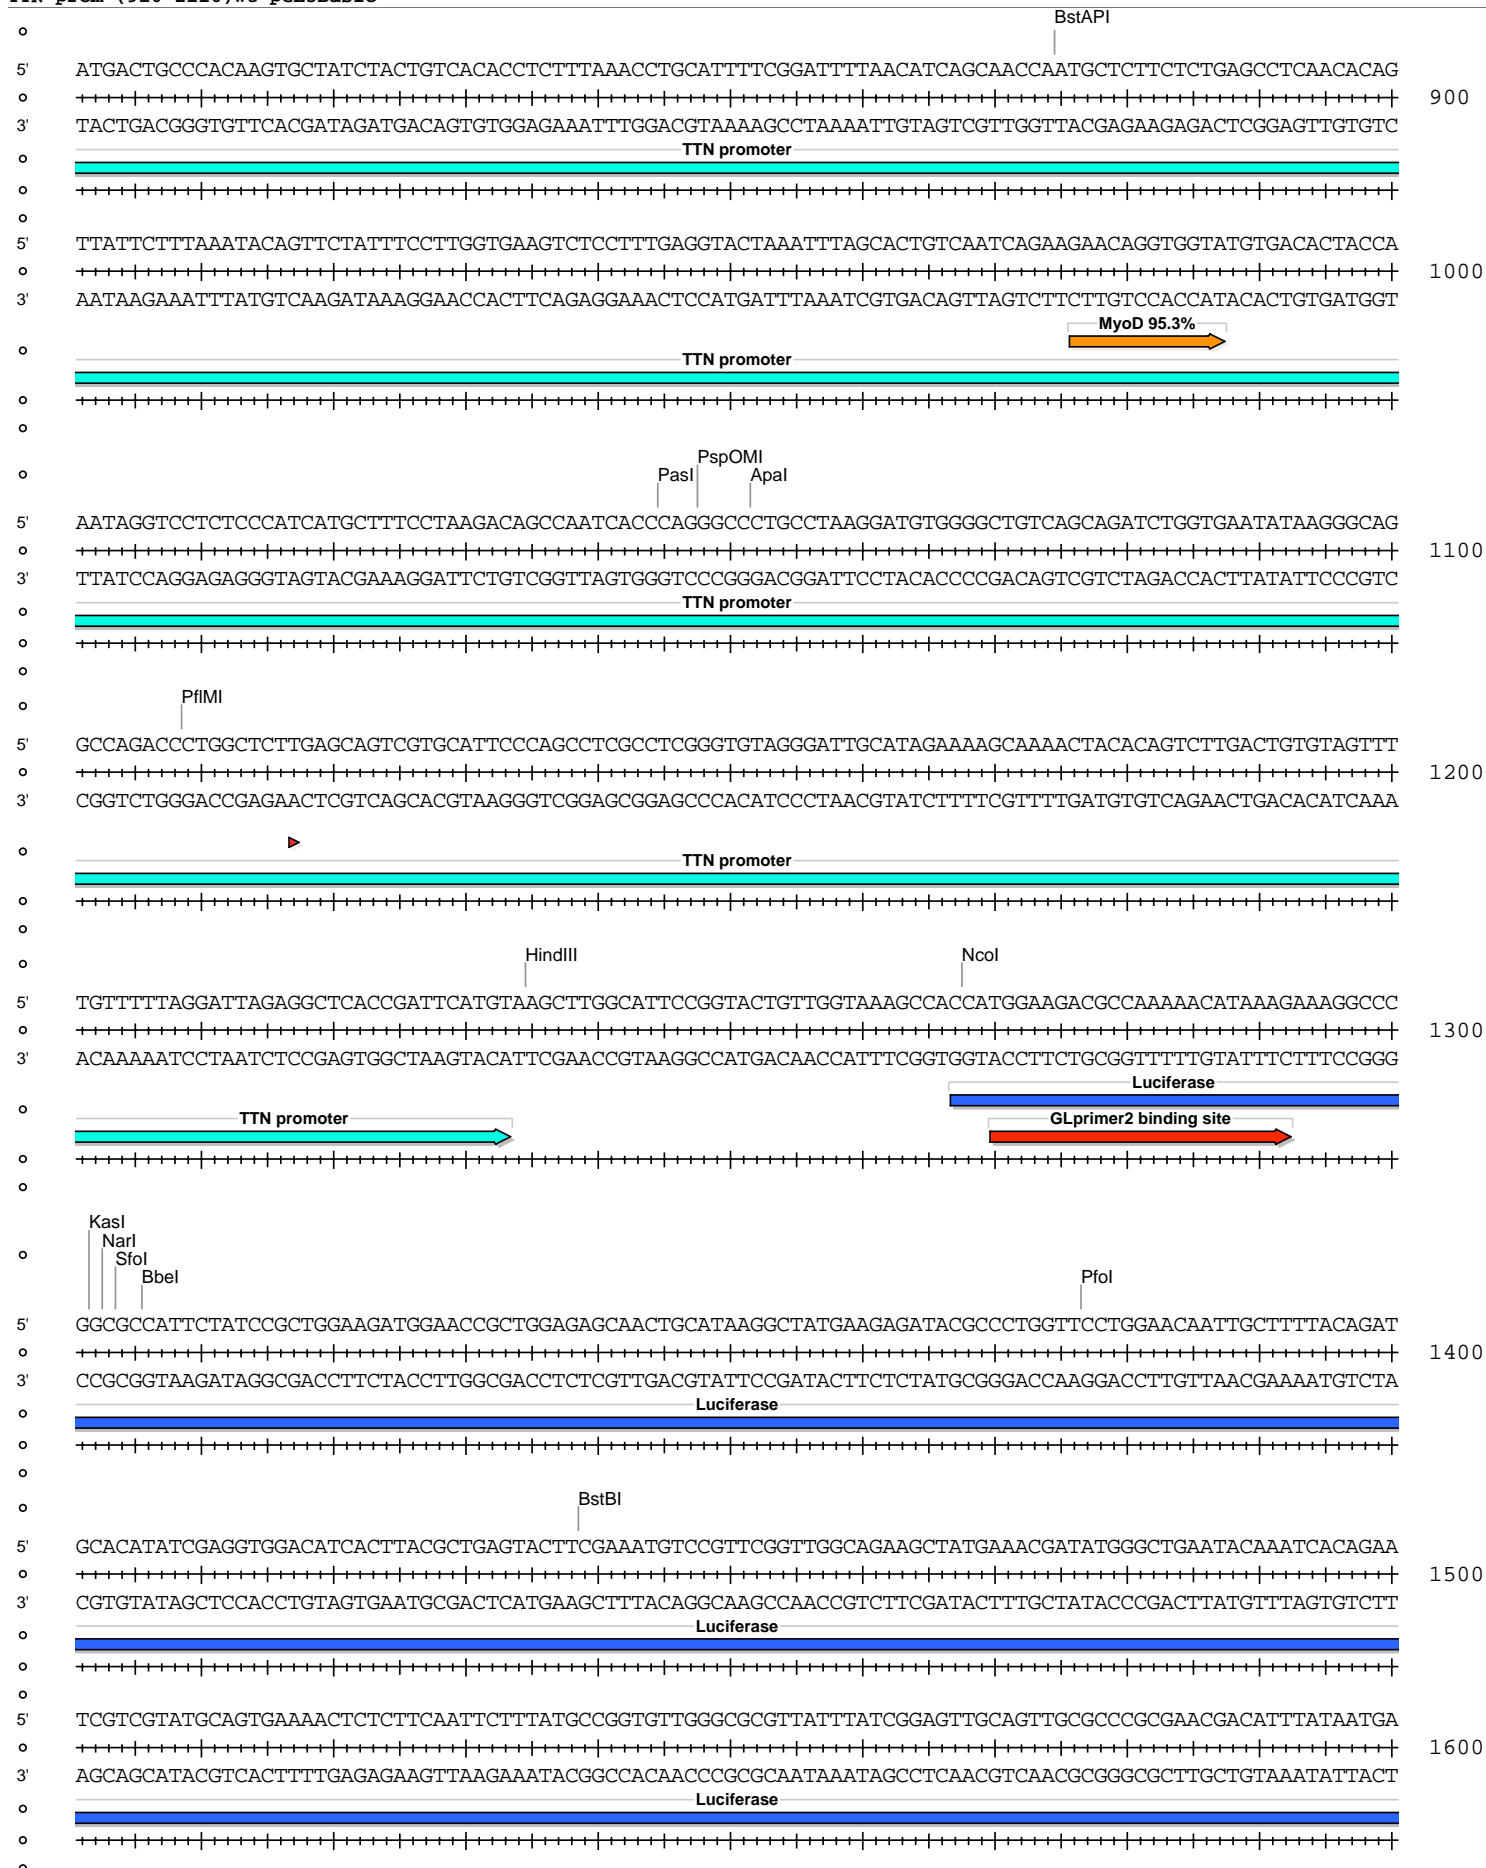 BstAPI
5' ATGACTGCCCACAAGTGCTATCTACTGTCACACCTCTTTAAACCTGCATTTTCGGATTTTAACATCAGCAACCAATGCTCTTCTCTGAGCCTCAACACAG
900
3' TACTGACGGGTGTTCACGATAGATGACAGTGTGGAGAAATTTGGACGTAAAAGCCTAAAATTGTAGTCGTTGGTTACGAGAAGAGACTCGGAGTTGTGTC
TTN promoter
5' TTATTCTTTAAATACAGTTCTATTTCCTTGGTGAAGTCTCCTTTGAGGTACTAAATTTAGCACTGTCAATCAGAAGAACAGGTGGTATGTGACACTACCA
1000
3' AATAAGAAATTTATGTCAAGATAAAGGAACCACTTCAGAGGAAACTCCATGATTTAAATCGTGACAGTTAGTCTTCTTGTCCACCATACACTGTGATGGT
MyoD 95.3%
TTN promoter
PspOMI
PasI ApaI
5' AATAGGTCCTCTCCCATCATGCTTTCCTAAGACAGCCAATCACCCAGGGCCCTGCCTAAGGATGTGGGGCTGTCAGCAGATCTGGTGAATATAAGGGCAG
1100
3' TTATCCAGGAGAGGGTAGTACGAAAGGATTCTGTCGGTTAGTGGGTCCCGGGACGGATTCCTACACCCCGACAGTCGTCTAGACCACTTATATTCCCGTC
TTN promoter
PflMI
5' GCCAGACCCTGGCTCTTGAGCAGTCGTGCATTCCCAGCCTCGCCTCGGGTGTAGGGATTGCATAGAAAAGCAAAACTACACAGTCTTGACTGTGTAGTTT
1200
3' CGGTCTGGGACCGAGAACTCGTCAGCACGTAAGGGTCGGAGCGGAGCCCACATCCCTAACGTATCTTTTCGTTTTGATGTGTCAGAACTGACACATCAAA
TTN promoter
HindIII NcoI
5' TGTTTTTAGGATTAGAGGCTCACCGATTCATGTAAGCTTGGCATTCCGGTACTGTTGGTAAAGCCACCATGGAAGACGCCAAAAACATAAAGAAAGGCCC
1300
3' ACAAAAATCCTAATCTCCGAGTGGCTAAGTACATTCGAACCGTAAGGCCATGACAACCATTTCGGTGGTACCTTCTGCGGTTTTTGTATTTCTTTCCGGG
Luciferase
TTN promoter GLprimer2 binding site
KasI
NarI
SfoI
BbeI PfoI
5' GGCGCCATTCTATCCGCTGGAAGATGGAACCGCTGGAGAGCAACTGCATAAGGCTATGAAGAGATACGCCCTGGTTCCTGGAACAATTGCTTTTACAGAT
1400
3' CCGCGGTAAGATAGGCGACCTTCTACCTTGGCGACCTCTCGTTGACGTATTCCGATACTTCTCTATGCGGGACCAAGGACCTTGTTAACGAAAATGTCTA
Luciferase
BstBI
5' GCACATATCGAGGTGGACATCACTTACGCTGAGTACTTCGAAATGTCCGTTCGGTTGGCAGAAGCTATGAAACGATATGGGCTGAATACAAATCACAGAA
1500
3' CGTGTATAGCTCCACCTGTAGTGAATGCGACTCATGAAGCTTTACAGGCAAGCCAACCGTCTTCGATACTTTGCTATACCCGACTTATGTTTAGTGTCTT
Luciferase
5' TCGTCGTATGCAGTGAAAACTCTCTTCAATTCTTTATGCCGGTGTTGGGCGCGTTATTTATCGGAGTTGCAGTTGCGCCCGCGAACGACATTTATAATGA
1600
3' AGCAGCATACGTCACTTTTGAGAGAAGTTAAGAAATACGGCCACAACCCGCGCAATAAATAGCCTCAACGTCAACGCGGGCGCTTGCTGTAAATATTACT
Luciferase